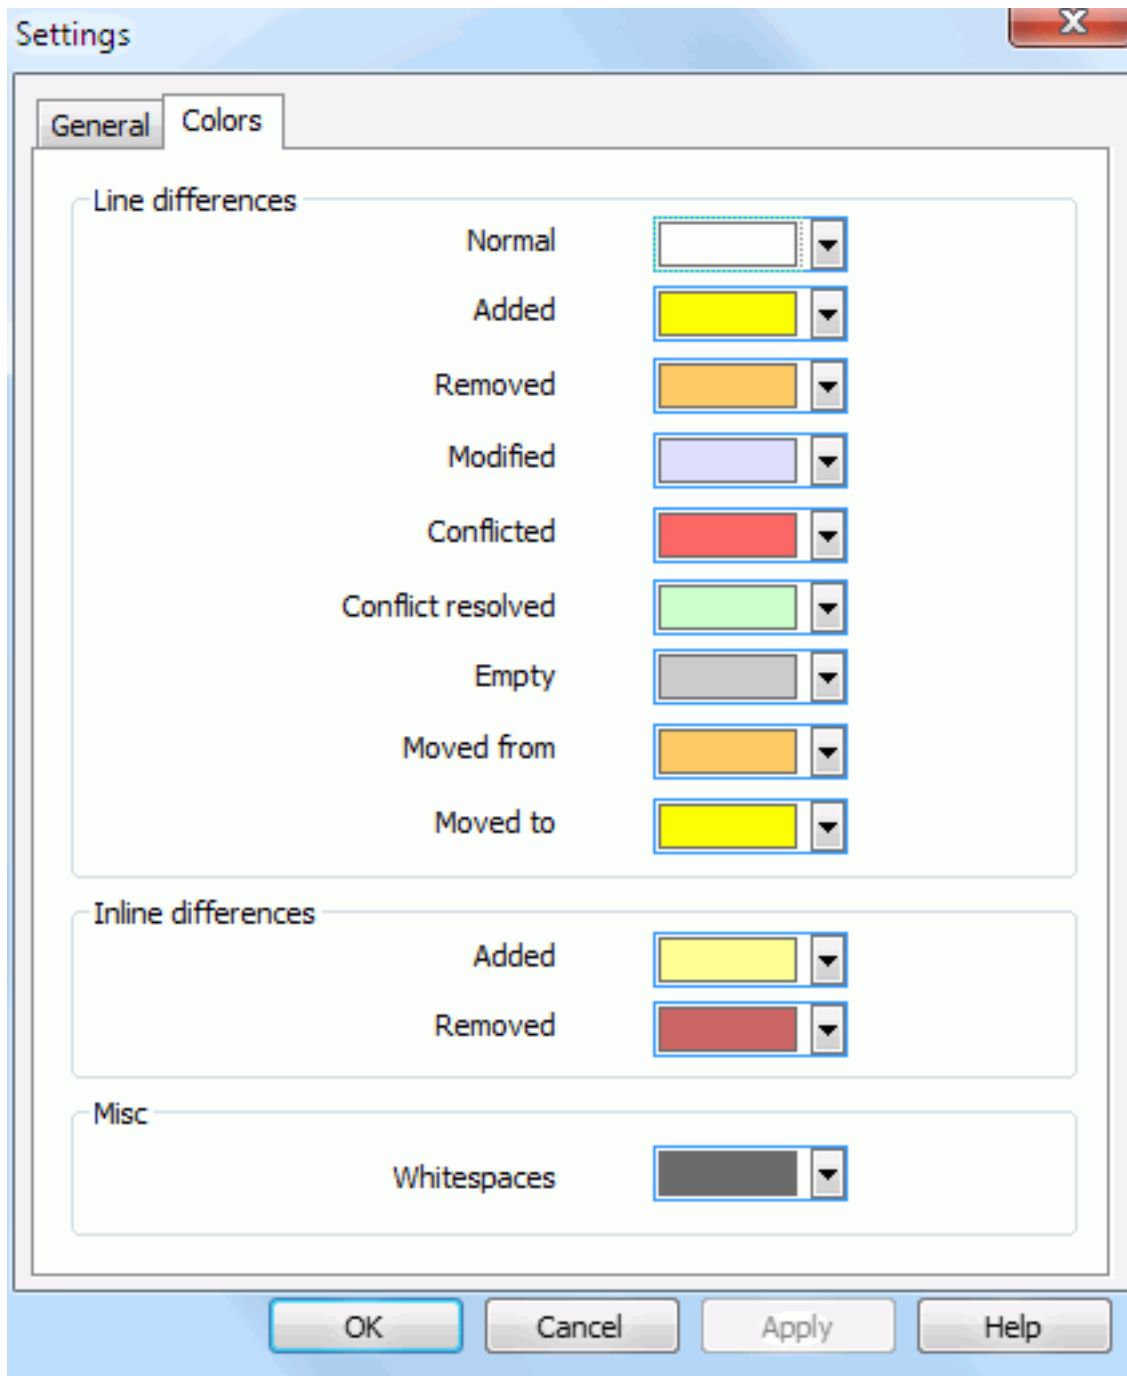 Settings
General Colors
Line differences
Normal
Added
Removed
Modified
Conflicted
Conflict resolved
Empty
Moved from
Moved to
Inline differences
Added
Removed
Misc
Whitespaces
OK Cancel Apply Help